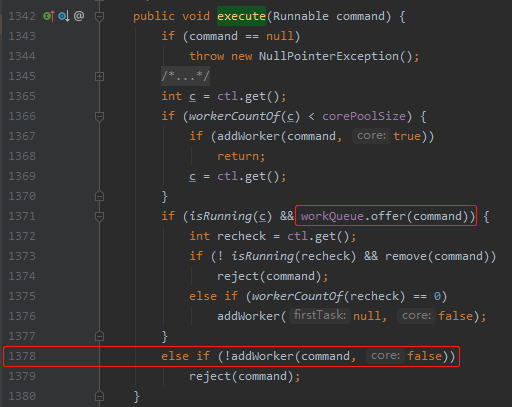 1342 public void execute(Runnable command) {
1343 if (command == null)
1344 throw new NullPointerException();
1345 /*...*/
1365 int c = ctl.get();
1366 if (workerCountOf(c) < corePoolSize) {
1367 if (addWorker(command, core: true))
1368 return;
1369 c = ctl.get();
1370 }
1371 if (isRunning(c) && workQueue.offer(command)) {
1372 int recheck = ctl.get();
1373 if (! isRunning(recheck) && remove(command))
1374 reject(command);
1375 else if (workerCountOf(recheck) == 0)
1376 addWorker( firstTask: null, core: false);
1377 }
1378 else if (!addWorker(command, core: false))
1379 reject(command);
1380 }